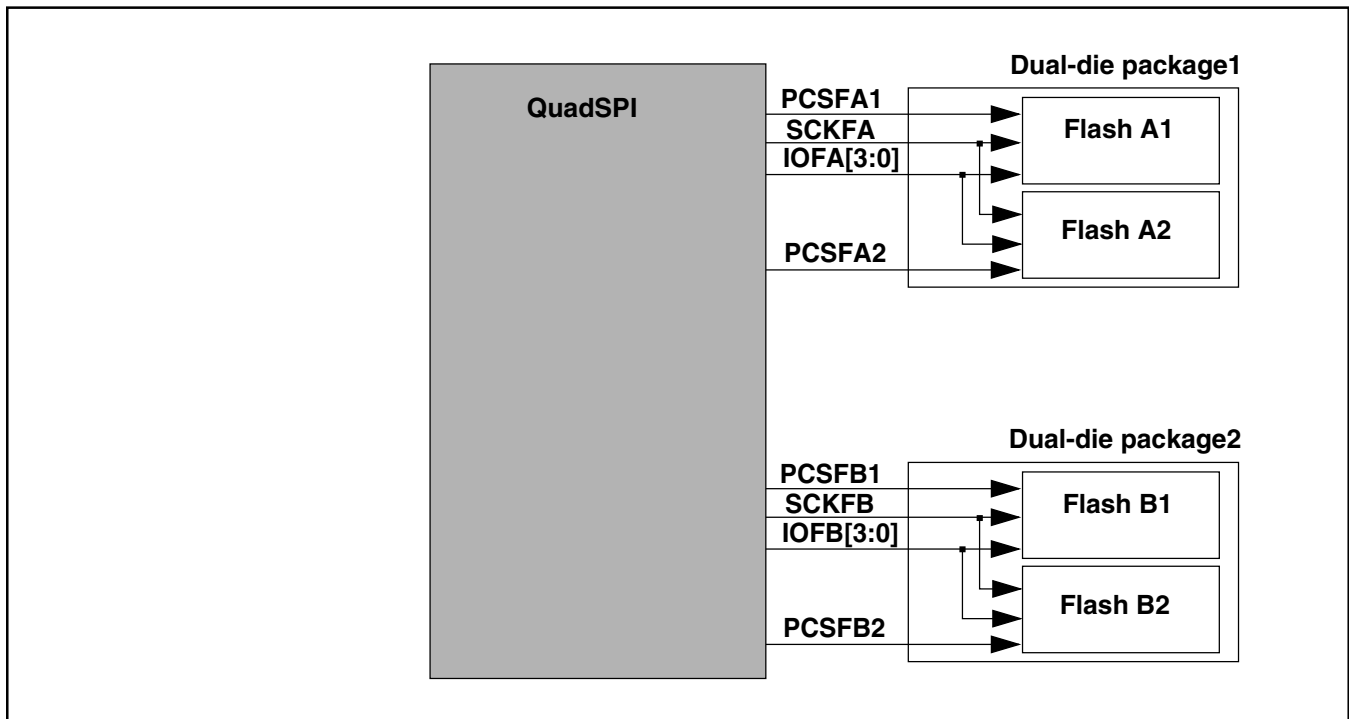 QuadSPI
Dual-die package1
PCSFA1
SCKFA
IOFA[3:0]
PCSFA2
Flash A1
Flash A2
Dual-die package2
PCSFB1
SCKFB
IOFB[3:0]
PCSFB2
Flash B1
Flash B2